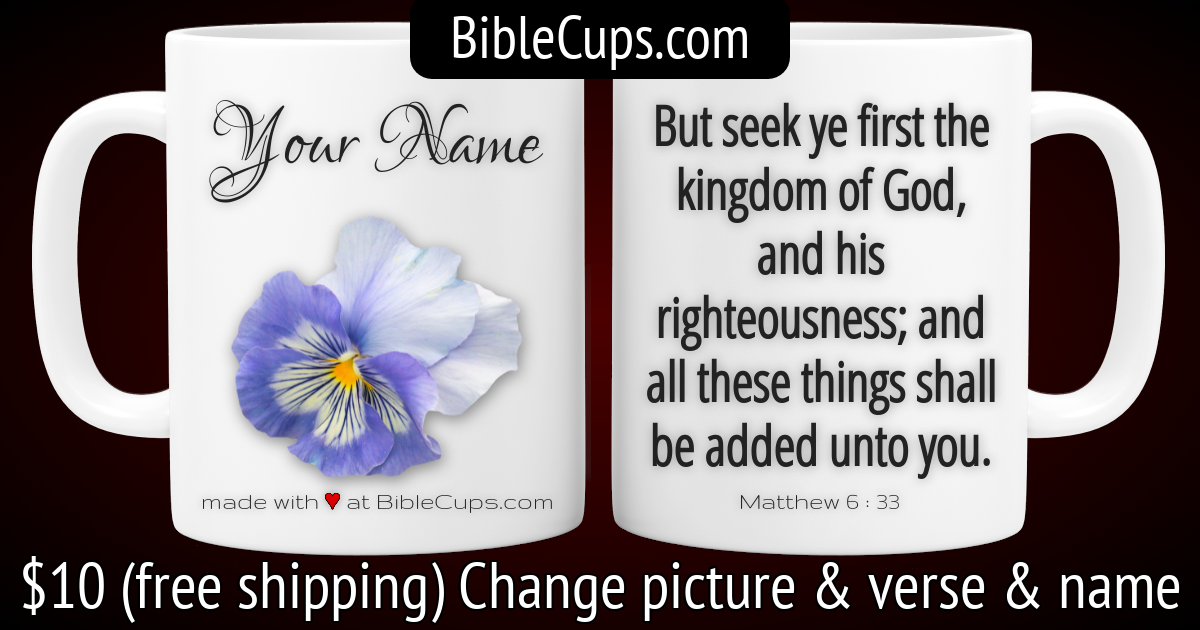 BibleCups.com
Your Name
made with ♥ at BibleCups.com
But seek ye first the
kingdom of God,
and his
righteousness; and
all these things shall
be added unto you.
Matthew 6 : 33
$10 (free shipping) Change picture & verse & name